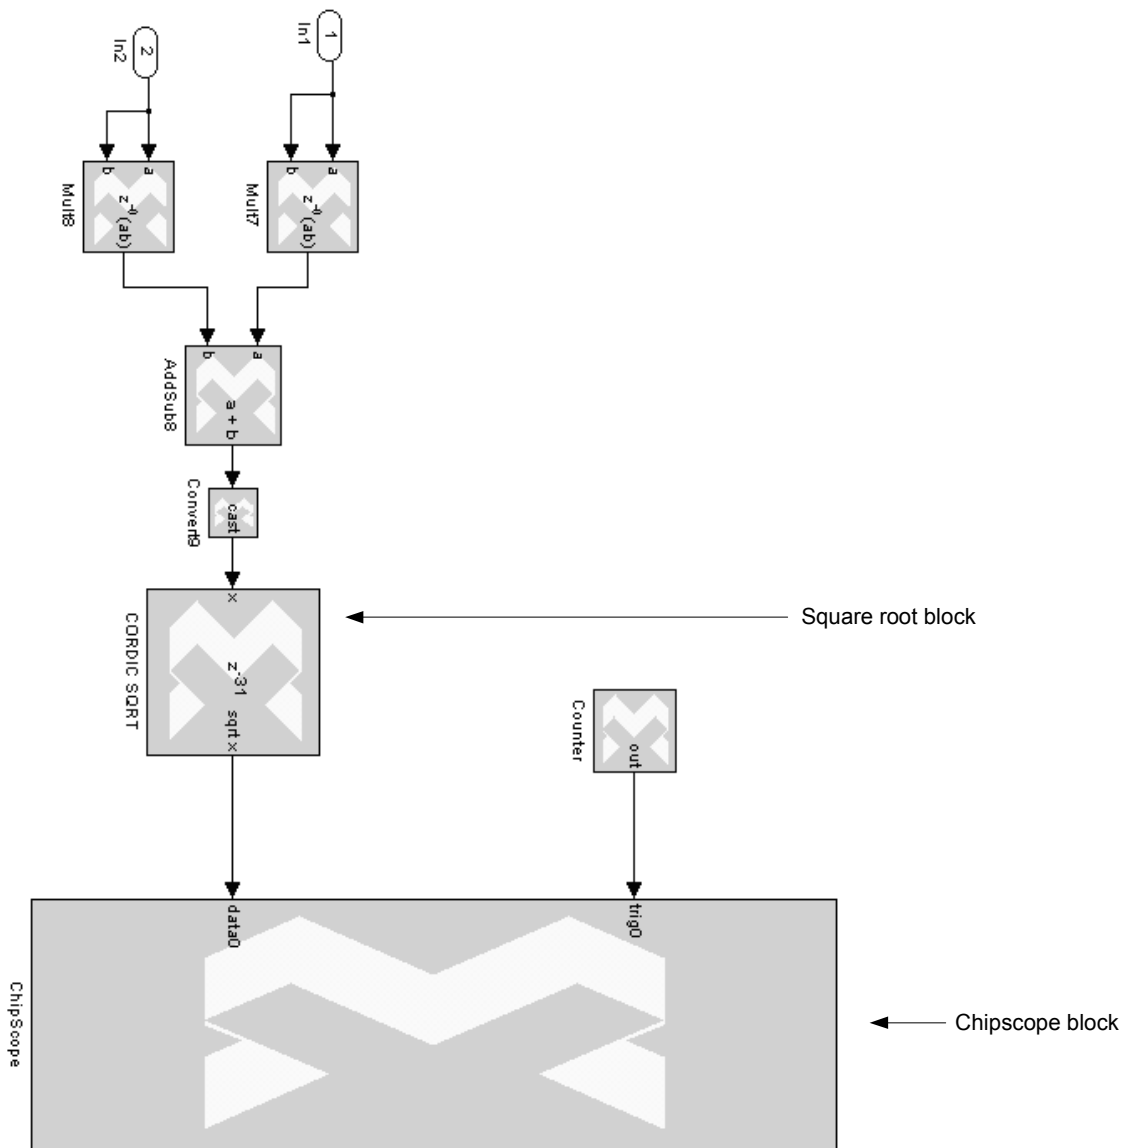 1
In1
2
In2
a
b
z⁻⁰(ab)
Mult7
a
b
z⁻⁰(ab)
Mult8
a
b
a + b
AddSub8
cast
Convert9
x
z⁻³¹
sqrt x
CORDIC SQRT
Square root block
out
Counter
data0
trig0
ChipScope
Chipscope block